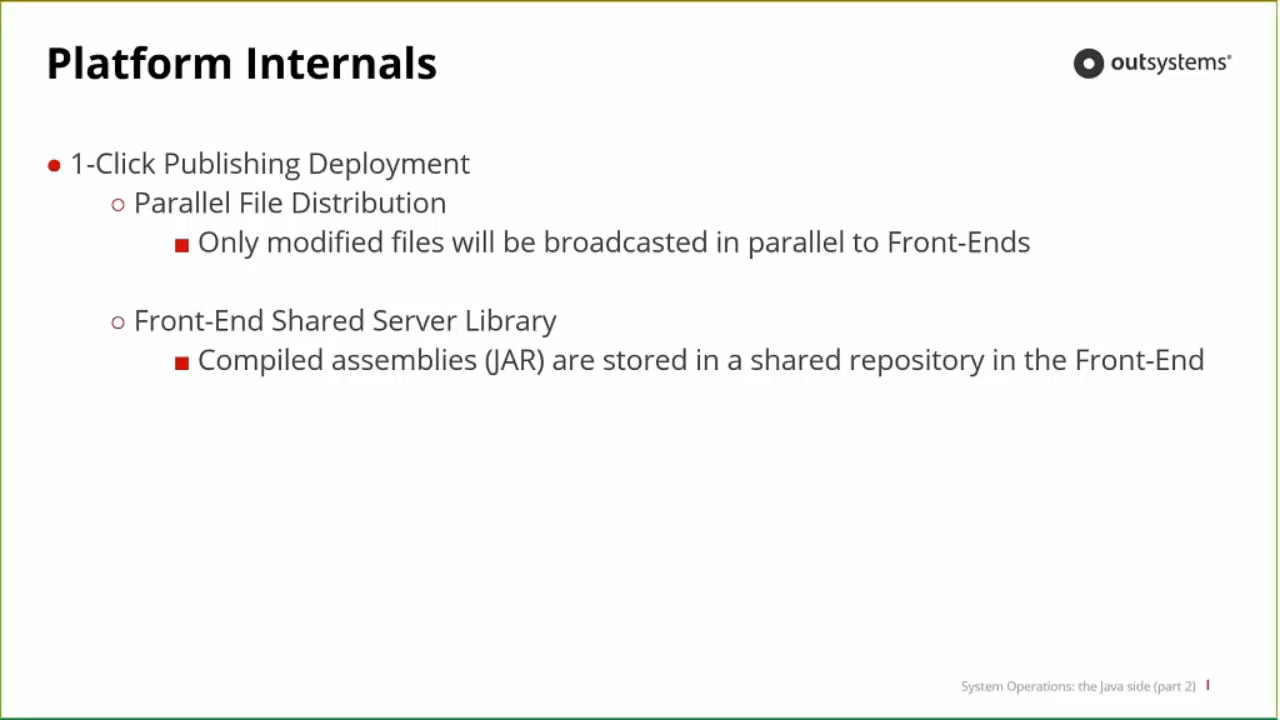 Platform Internals
outsystems®
● 1-Click Publishing Deployment
○ Parallel File Distribution
■ Only modified files will be broadcasted in parallel to Front-Ends
○ Front-End Shared Server Library
■ Compiled assemblies (JAR) are stored in a shared repository in the Front-End
System Operations: the Java side (part 2)